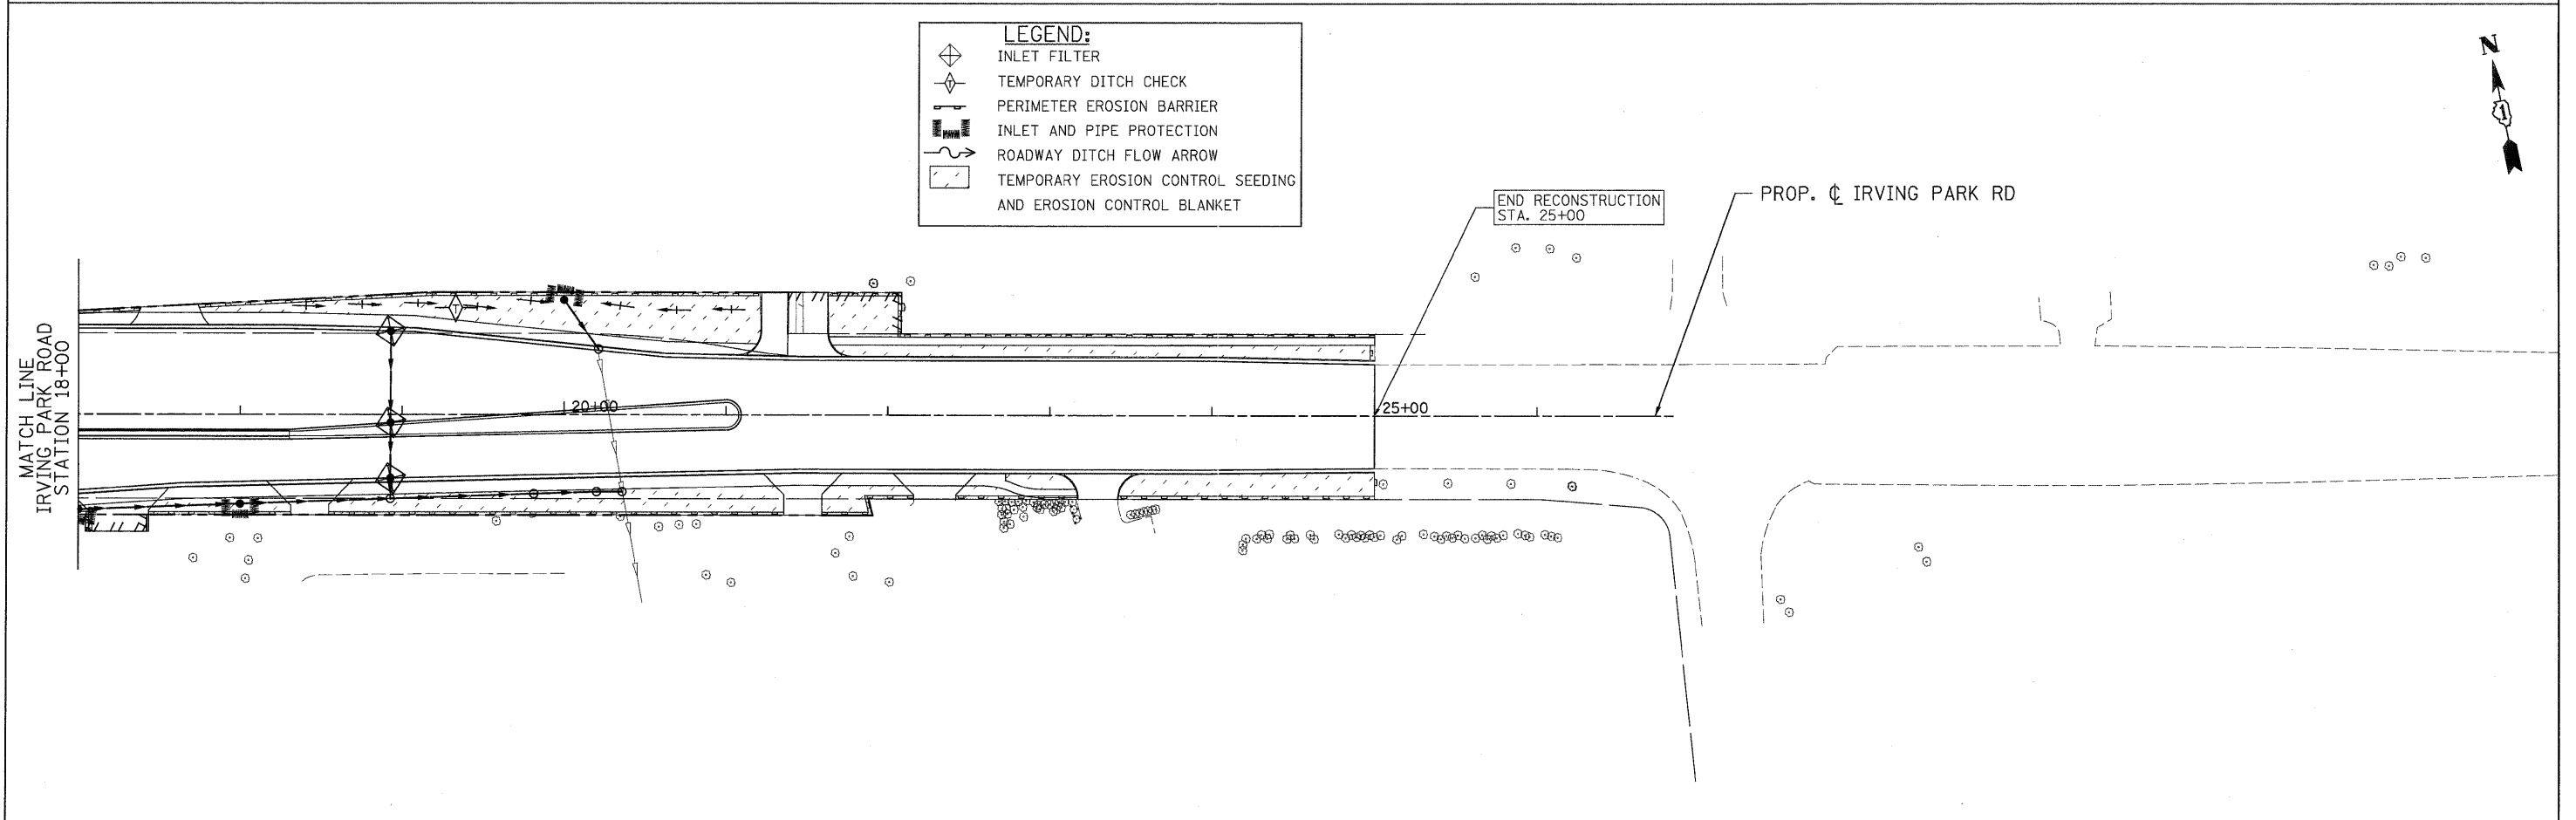 LEGEND:
INLET FILTER
T
TEMPORARY DITCH CHECK
PERIMETER EROSION BARRIER
INLET AND PIPE PROTECTION
ROADWAY DITCH FLOW ARROW
TEMPORARY EROSION CONTROL SEEDING
AND EROSION CONTROL BLANKET
N
1
END RECONSTRUCTION
STA. 25+00
PROP. ℄ IRVING PARK RD
MATCH LINE
IRVING PARK ROAD
STATION 18+00
T
20+00
25+00